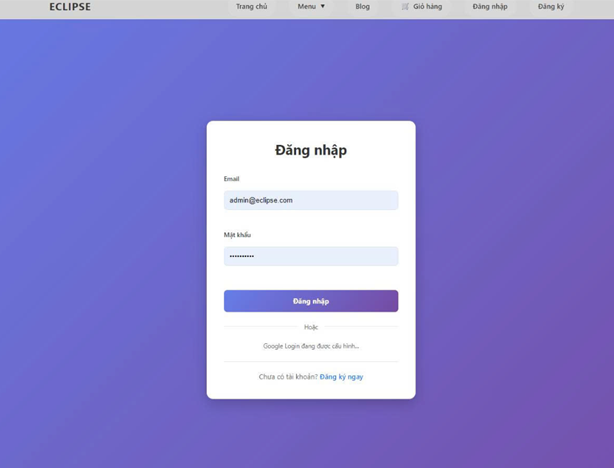 ECLIPSE Trang chủ Menu ▼ Blog 🛒 Giỏ hàng Đăng nhập Đăng ký
Đăng nhập
Email
admin@eclipse.com
Mật khẩu
••••••••••
Đăng nhập
Hoặc
Google Login đang được cấu hình...
Chưa có tài khoản? Đăng ký ngay